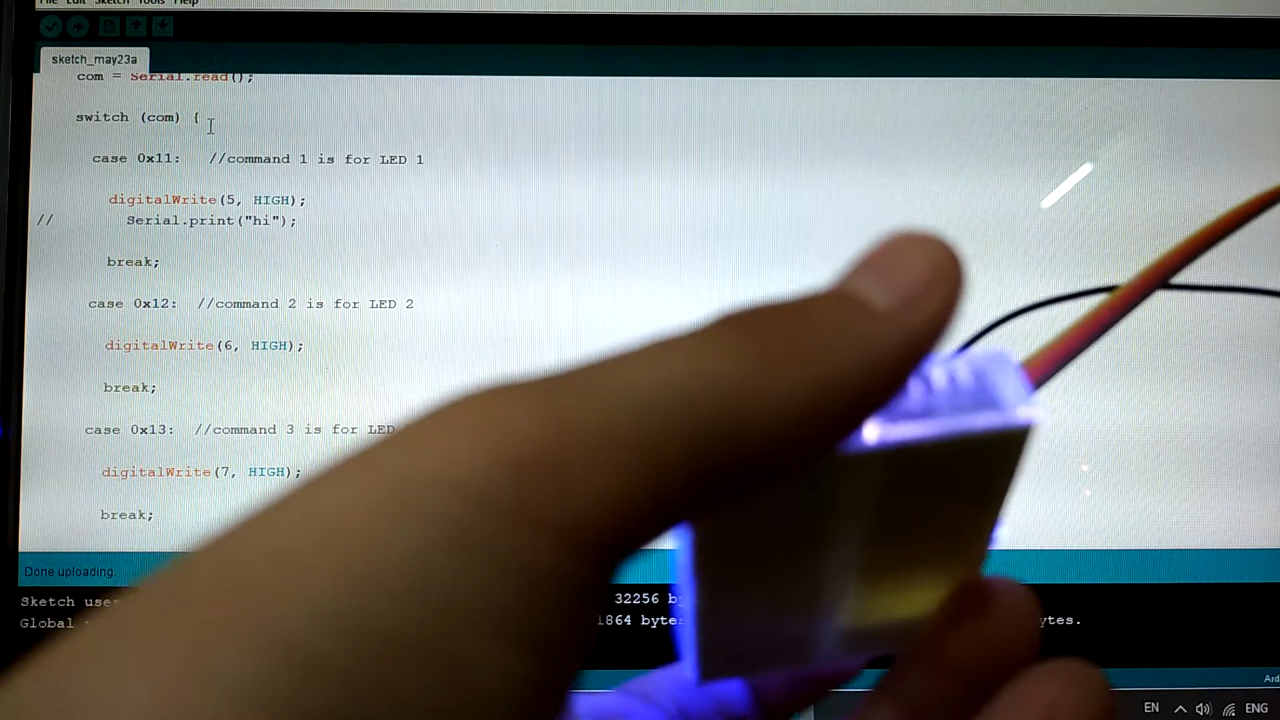 File Edit Sketch Tools Help
sketch_may23a
com = Serial.read();
switch (com) {
case 0x11: //command 1 is for LED 1
digitalWrite(5, HIGH);
// Serial.print("hi");
break;
case 0x12: //command 2 is for LED 2
digitalWrite(6, HIGH);
break;
case 0x13: //command 3 is for LED
digitalWrite(7, HIGH);
break;
Done uploading.
Sketch 32256
Global 1864 bytes ytes.
Ard
EN ENG